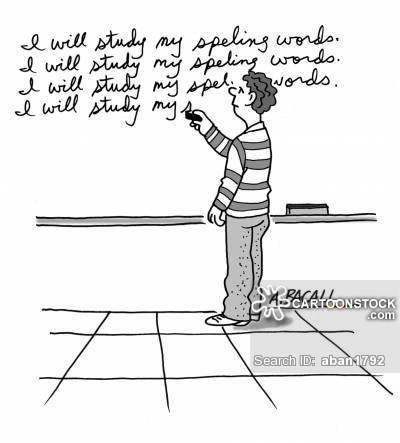 I will study my speling words.
I will study my speling words.
I will study my spel words.
I will study my s
A. BACALL
CARTOONSTOCK
.com
Search ID: aban1792